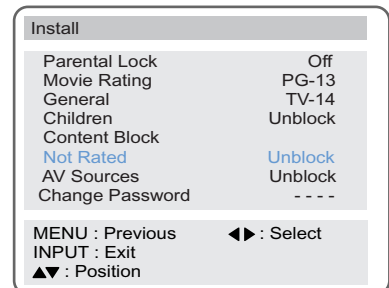 Install
Parental Lock Off
Movie Rating PG-13
General TV-14
Children Unblock
Content Block
Not Rated Unblock
AV Sources Unblock
Change Password - - - -
MENU : Previous ◀▶ : Select
INPUT : Exit
▲▼ : Position